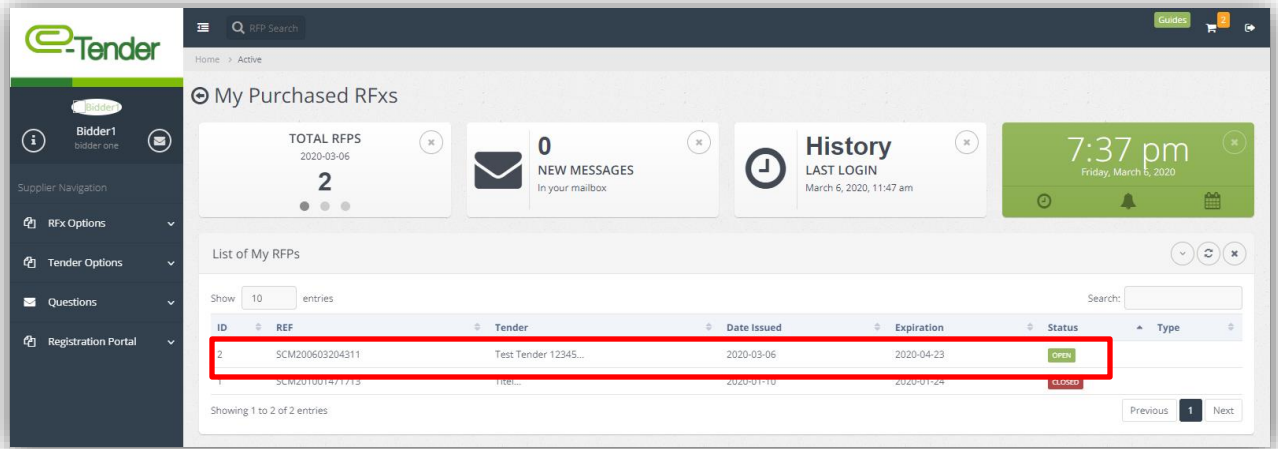 e-Tender
RFP Search
Guides
2
Home > Active
Bidder1
Bidder1
bidder one
Supplier Navigation
RFx Options
Tender Options
Questions
Registration Portal
My Purchased RFxs
TOTAL RFPS
2020-03-06
2
0
NEW MESSAGES
In your mailbox
History
LAST LOGIN
March 6, 2020, 11:47 am
7:37 pm
Friday, March 6, 2020
List of My RFPs
Show 10 entries Search:
ID REF Tender Date Issued Expiration Status Type
2 SCM200603204311 Test Tender 12345... 2020-03-06 2020-04-23 OPEN
1 SCM201001471713 Titel... 2020-01-10 2020-01-24 CLOSED
Showing 1 to 2 of 2 entries Previous 1 Next